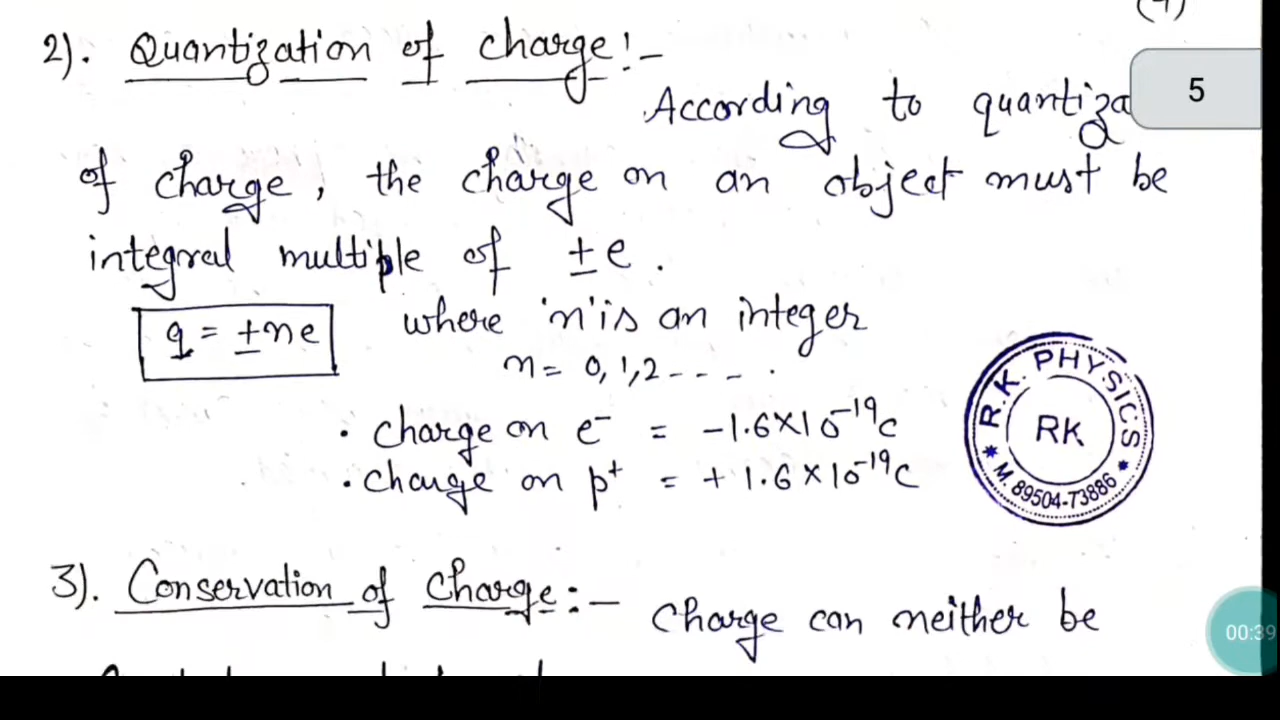 (4)
2). Quantization of charge:-
5
According to quantiza
of charge, the charge on an object must be
integral multiple of ±e.
q = ±ne where 'n' is an integer
n = 0, 1, 2 - - - -
• charge on e⁻ = -1.6×10⁻¹⁹C
• charge on p⁺ = +1.6×10⁻¹⁹C
R.K. PHYSICS
RK
* M. 89504-73886 *
3). Conservation of charge:- Charge can neither be
00:39